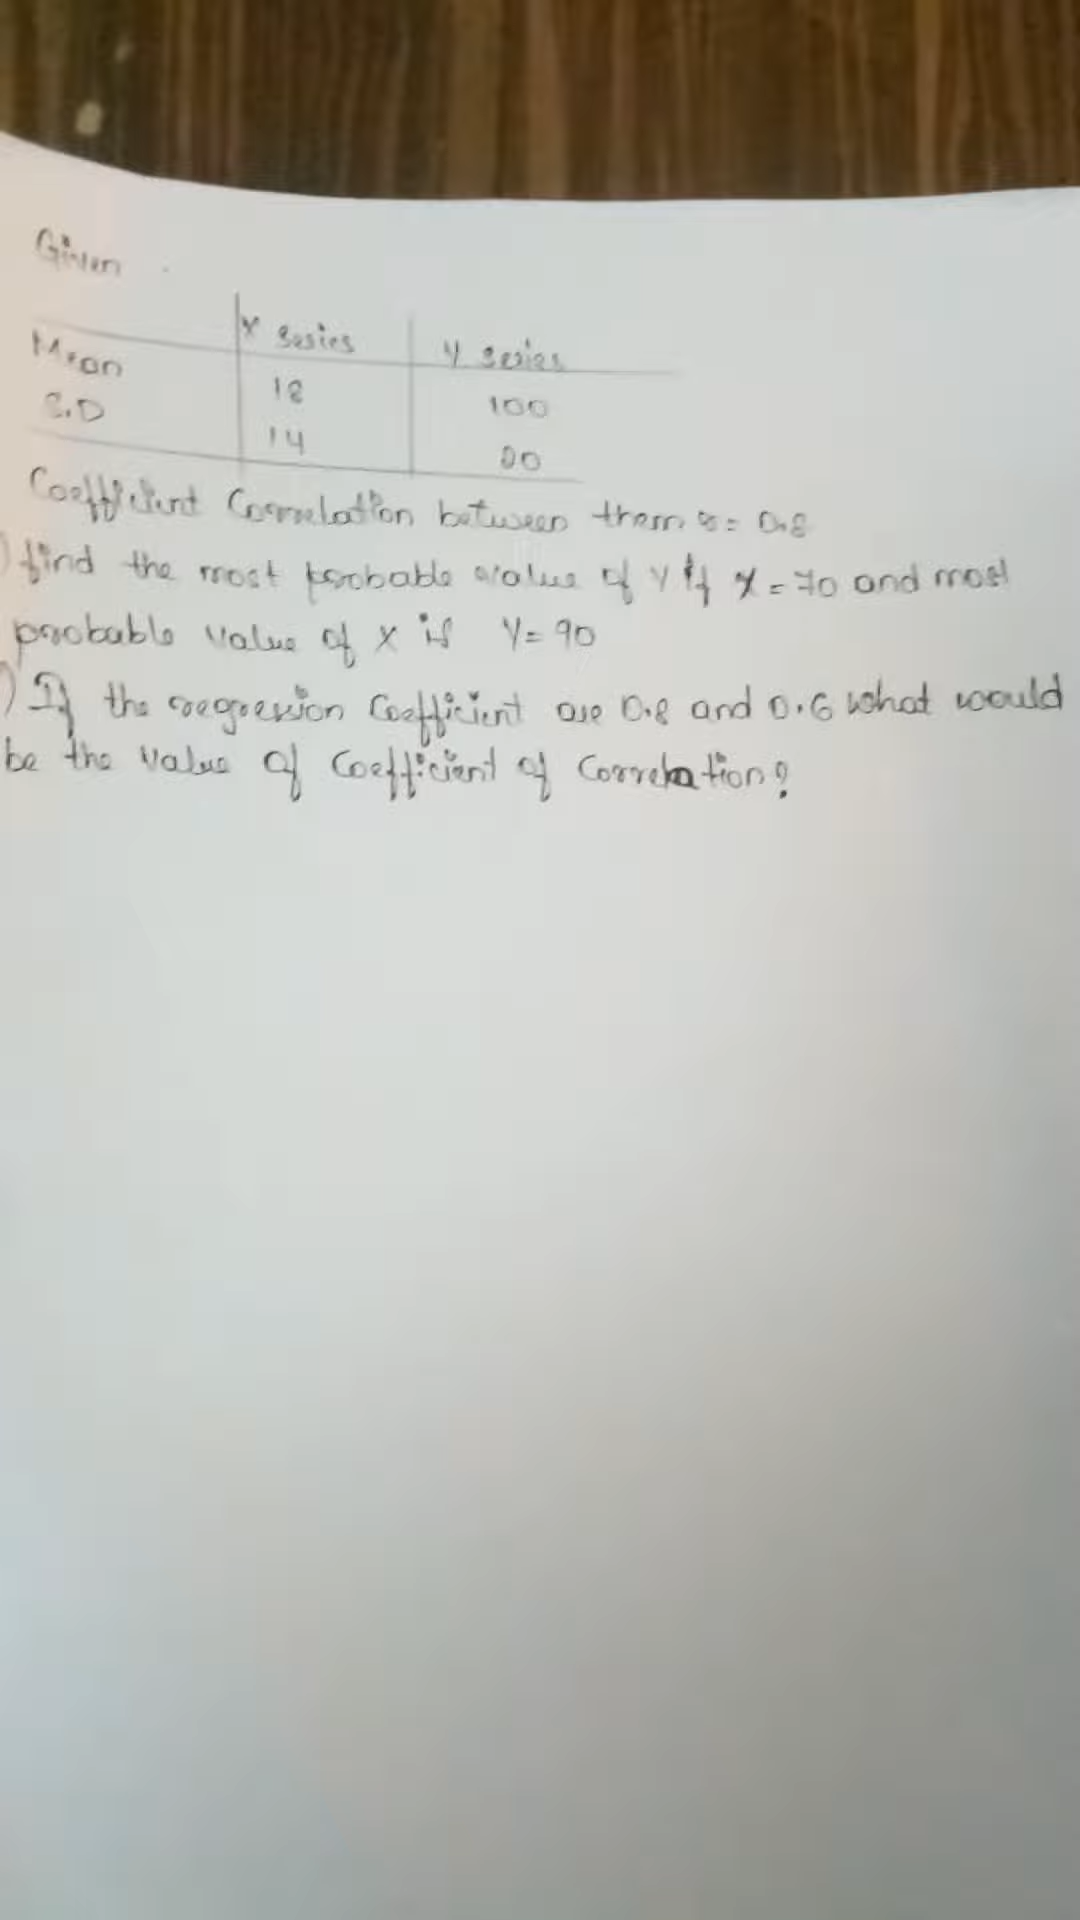 Given
X Series Y Series
Mean 18 100
S.D 14 20
Coefficient Correlation between them r = 0.8
) find the most probable value of y if x = 70 and most
probable value of x is Y = 90
) If the regression Coefficient are 0.8 and 0.6 what would
be the value of Coefficient of Correlation?